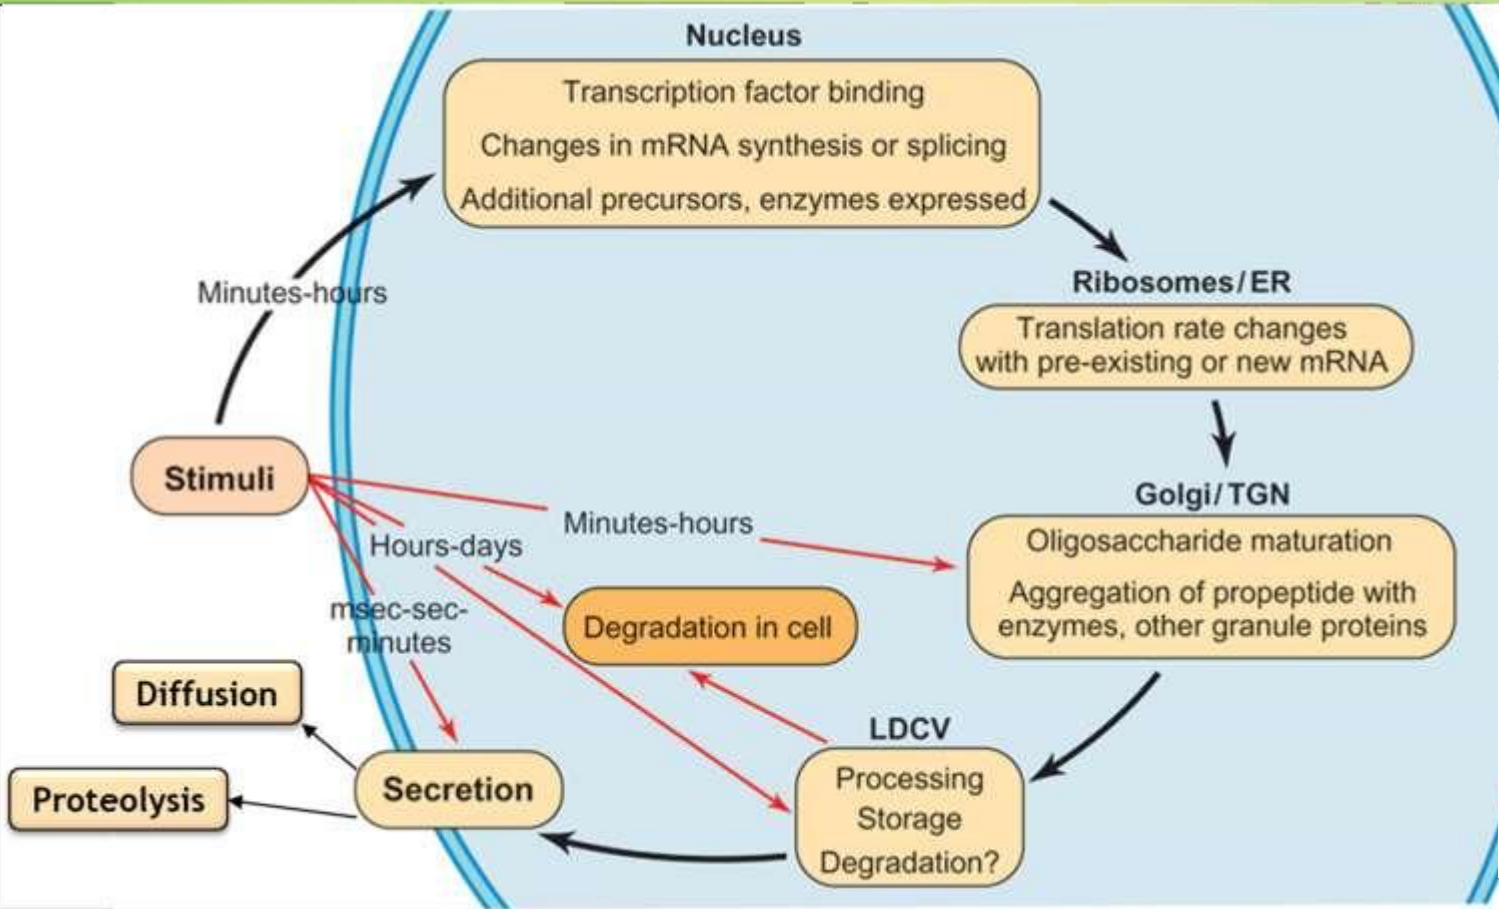 Nucleus
Transcription factor binding
Changes in mRNA synthesis or splicing
Additional precursors, enzymes expressed
Minutes-hours
Ribosomes/ER
Translation rate changes
with pre-existing or new mRNA
Stimuli
Golgi/TGN
Minutes-hours
Oligosaccharide maturation
Hours-days
Aggregation of propeptide with
enzymes, other granule proteins
msec-sec-
minutes
Degradation in cell
Diffusion
LDCV
Processing
Storage
Degradation?
Secretion
Proteolysis